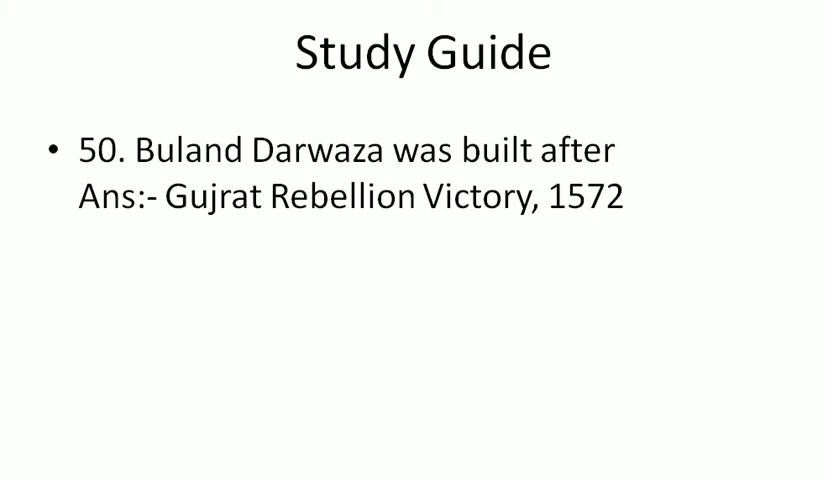 Study Guide
• 50. Buland Darwaza was built after
Ans:- Gujrat Rebellion Victory, 1572